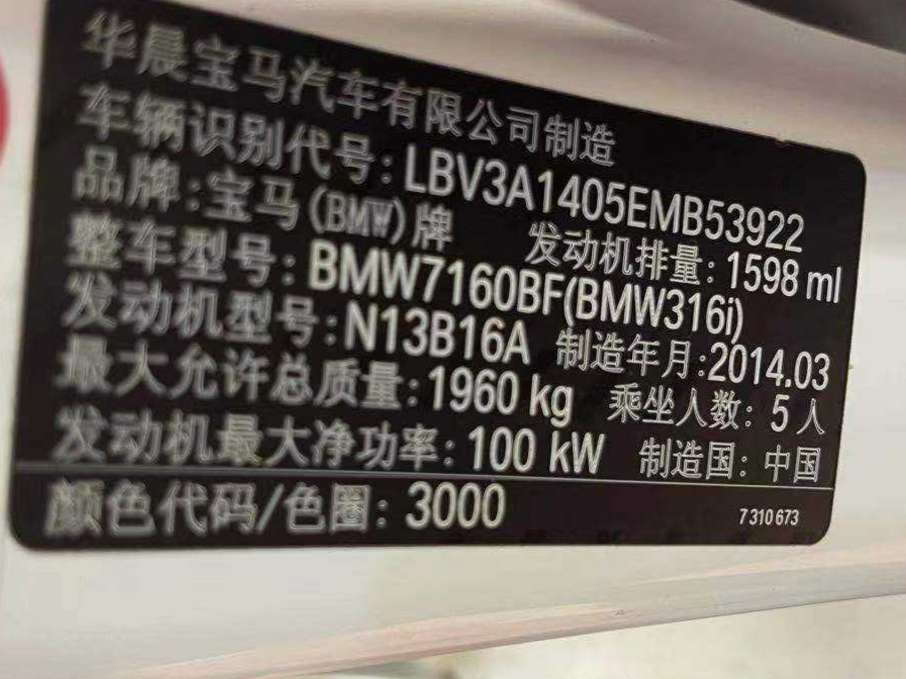 华晨宝马汽车有限公司制造
车辆识别代号:LBV3A1405EMB53922
品牌:宝马(BMW)牌 发动机排量:1598 ml
整车型号:BMW7160BF(BMW316i)
发动机型号:N13B16A 制造年月:2014.03
最大允许总质量:1960 kg 乘坐人数:5人
发动机最大净功率:100 kW 制造国:中国
颜色代码/色圈:3000 7310673